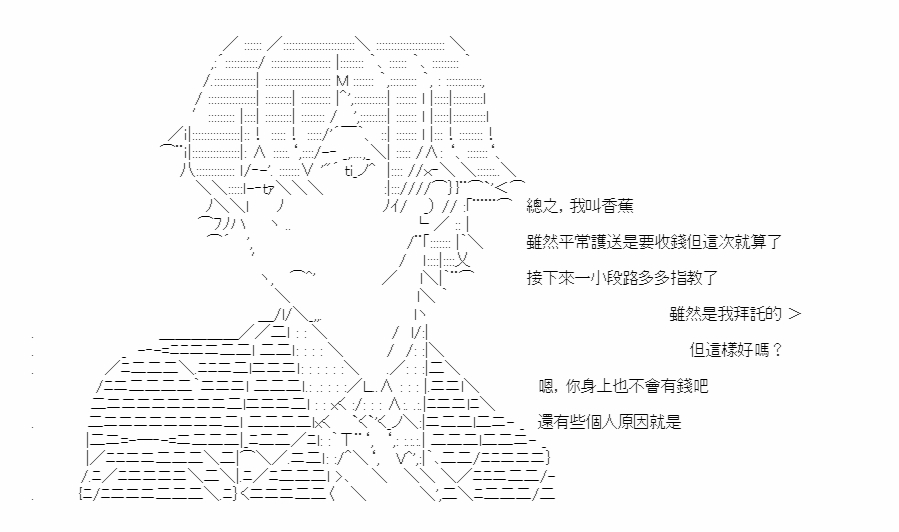 總之, 我叫香蕉
雖然平常護送是要收錢但這次就算了
接下來一小段路多多指教了
雖然是我拜託的 >
但這樣好嗎？
嗯, 你身上也不會有錢吧
還有些個人原因就是